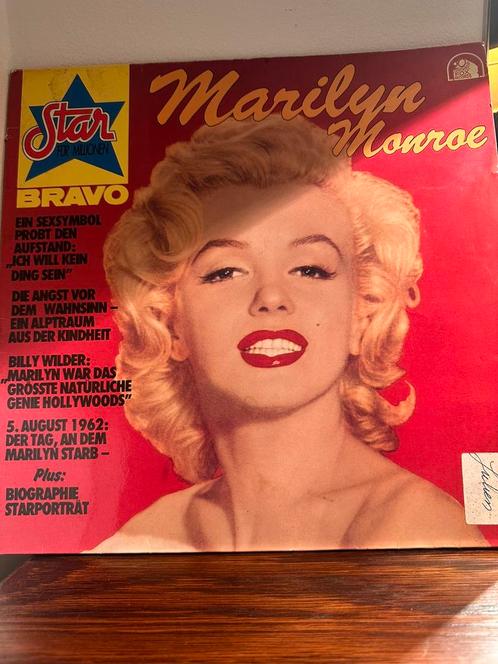 Marilyn
Monroe
Star
FÜR MILLIONEN
BRAVO
EIN SEXSYMBOL
PROBT DEN
AUFSTAND:
„ICH WILL KEIN
DING SEIN”
DIE ANGST VOR
DEM WAHNSINN –
EIN ALPTRAUM
AUS DER KINDHEIT
BILLY WILDER:
„MARILYN WAR DAS
GRÖSSTE NATÜRLICHE
GENIE HOLLYWOODS”
5. AUGUST 1962:
DER TAG, AN DEM
MARILYN STARB –
Plus:
BIOGRAPHIE
STARPORTRÄT